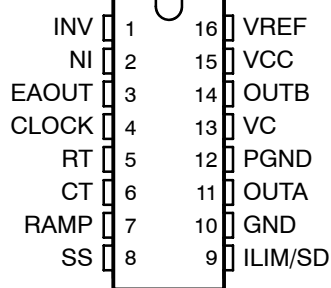 INV 1 16 VREF
NI 2 15 VCC
EAOUT 3 14 OUTB
CLOCK 4 13 VC
RT 5 12 PGND
CT 6 11 OUTA
RAMP 7 10 GND
SS 8 9 ILIM/SD